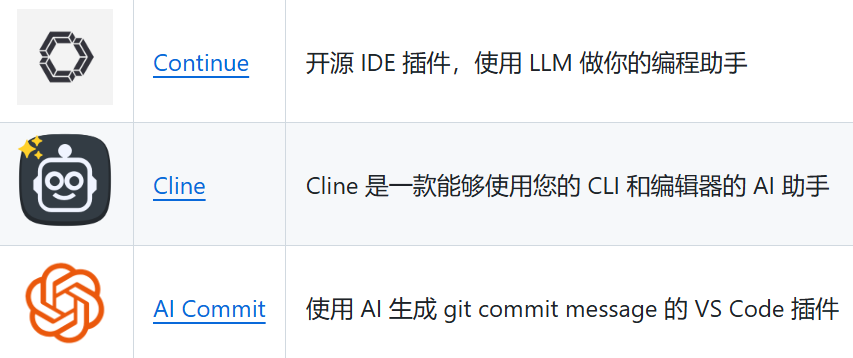 Continue
开源 IDE 插件，使用 LLM 做你的编程助手
Cline
Cline 是一款能够使用您的 CLI 和编辑器的 AI 助手
AI Commit
使用 AI 生成 git commit message 的 VS Code 插件